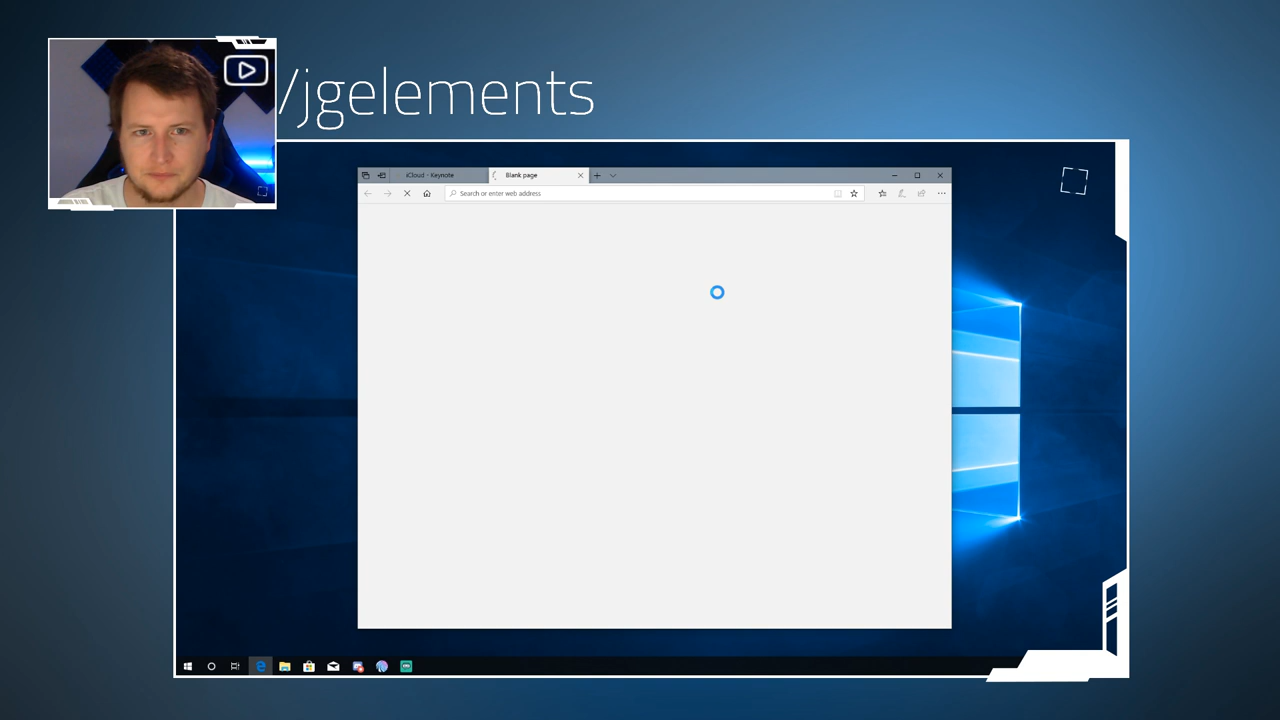 /jgelements
iCloud - Keynote
Blank page
Search or enter web address